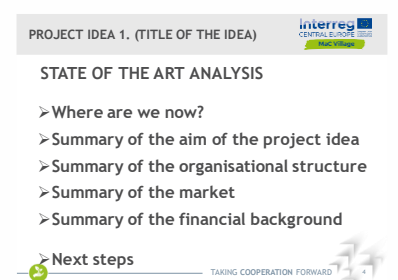 PROJECT IDEA 1. (TITLE OF THE IDEA)
Interreg
CENTRAL EUROPE
MaC Village
STATE OF THE ART ANALYSIS
➢Where are we now?
➢Summary of the aim of the project idea
➢Summary of the organisational structure
➢Summary of the market
➢Summary of the financial background
➢Next steps
TAKING COOPERATION FORWARD
4